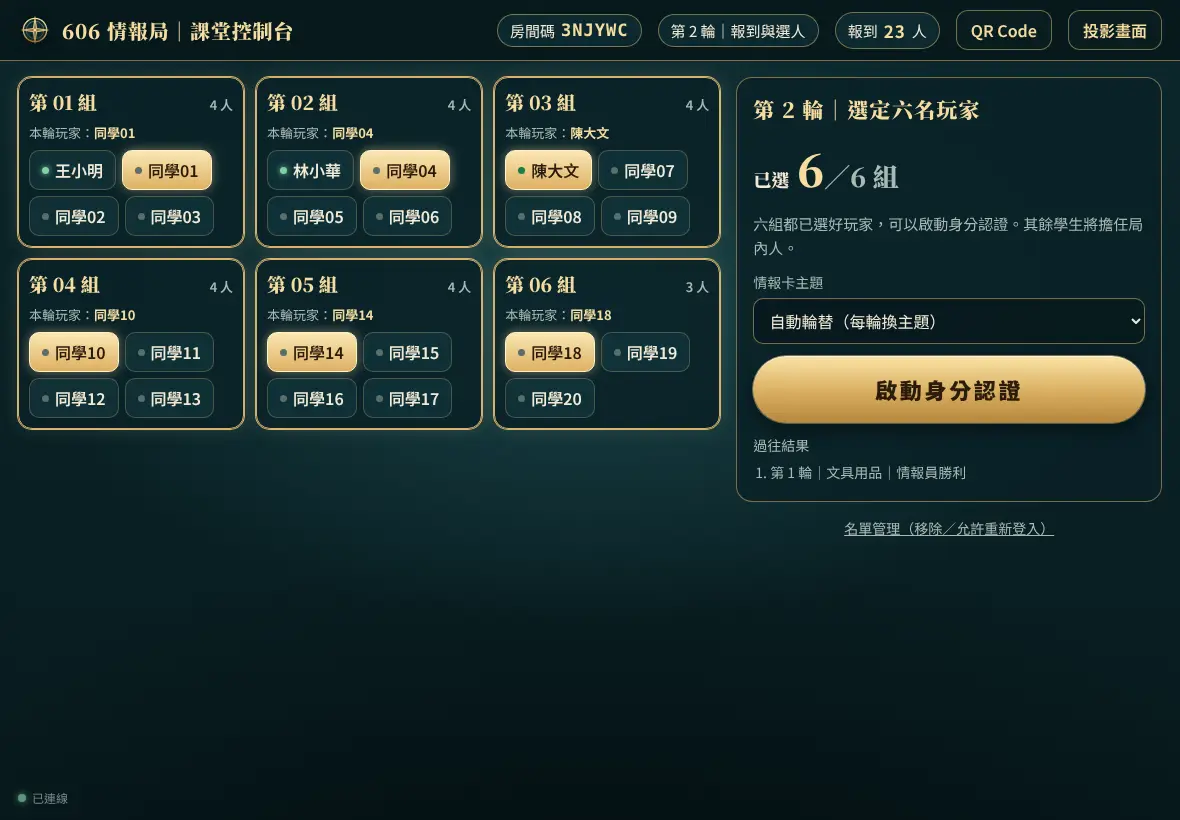 606 情報局｜課堂控制台
房間碼 3NJYWC
第 2 輪｜報到與選人
報到 23 人
QR Code
投影畫面
第 01 組
4 人
本輪玩家：同學01
王小明
同學01
同學02
同學03
第 02 組
4 人
本輪玩家：同學04
林小華
同學04
同學05
同學06
第 03 組
4 人
本輪玩家：陳大文
陳大文
同學07
同學08
同學09
第 04 組
4 人
本輪玩家：同學10
同學10
同學11
同學12
同學13
第 05 組
4 人
本輪玩家：同學14
同學14
同學15
同學16
同學17
第 06 組
3 人
本輪玩家：同學18
同學18
同學19
同學20
第 2 輪｜選定六名玩家
已選 6／6 組
六組都已選好玩家，可以啟動身分認證。其餘學生將擔任局
內人。
情報卡主題
自動輪替（每輪換主題）
啟動身分認證
過往結果
1. 第 1 輪｜文具用品｜情報員勝利
名單管理（移除／允許重新登入）
已連線